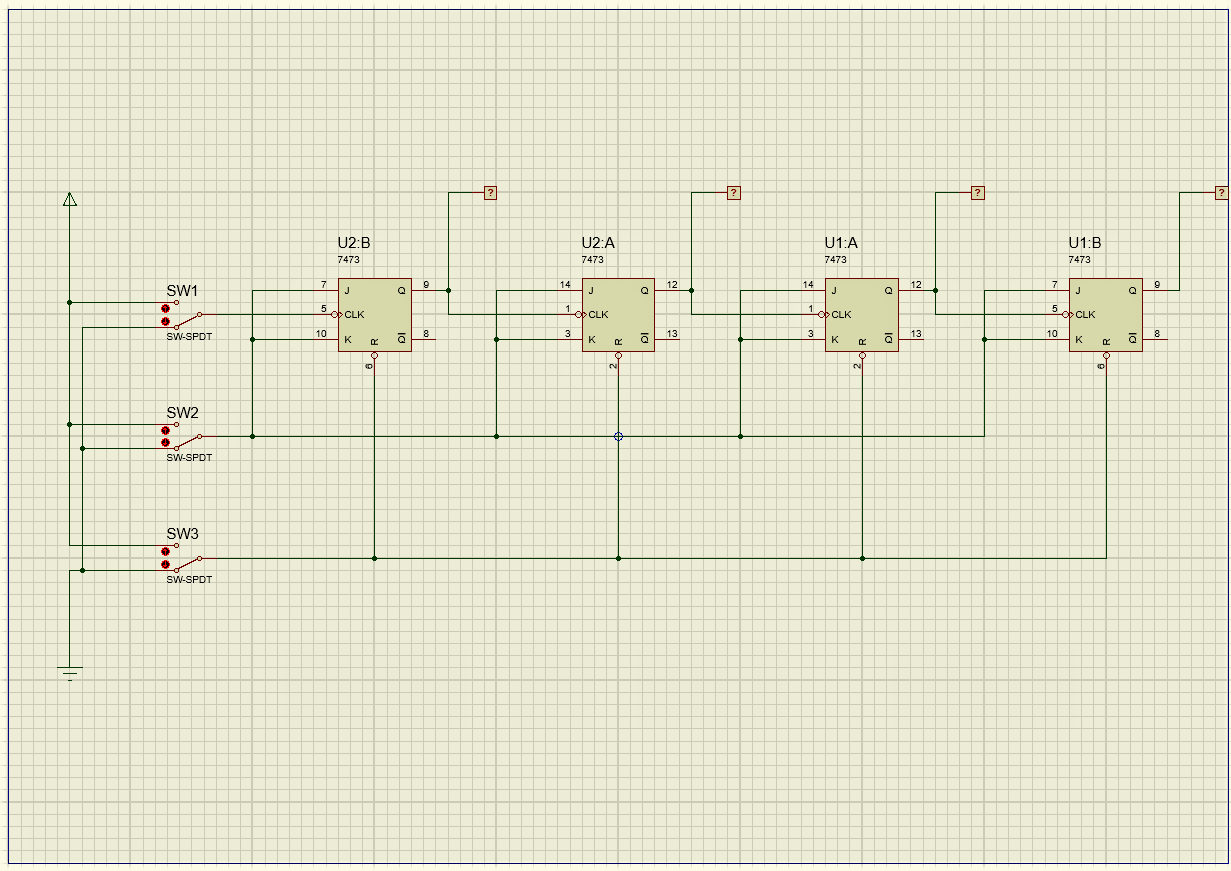 ? ? ? ?
U2:B U2:A U1:A U1:B
7473 7473 7473 7473
SW1
7 J Q 9 14 J Q 12 14 J Q 12 7 J Q 9
5 CLK 1 CLK 1 CLK 5 CLK
SW-SPDT
10 K Q 8 3 K Q 13 3 K Q 13 10 K Q 8
R R R R
6 2 2 6
SW2
SW-SPDT
SW3
SW-SPDT